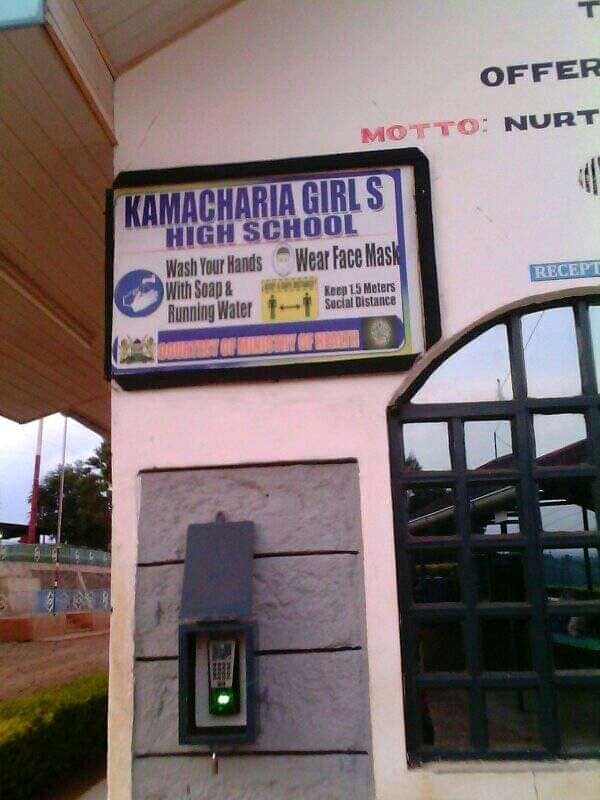 OFFER
MOTTO: NURT
KAMACHARIA GIRLS
HIGH SCHOOL
Wash Your Hands
With Soap &
Running Water
Wear Face Mask
Keep 1.5 Meters
Social Distance
COURTESY OF MINISTRY OF HEALTH
RECEPT